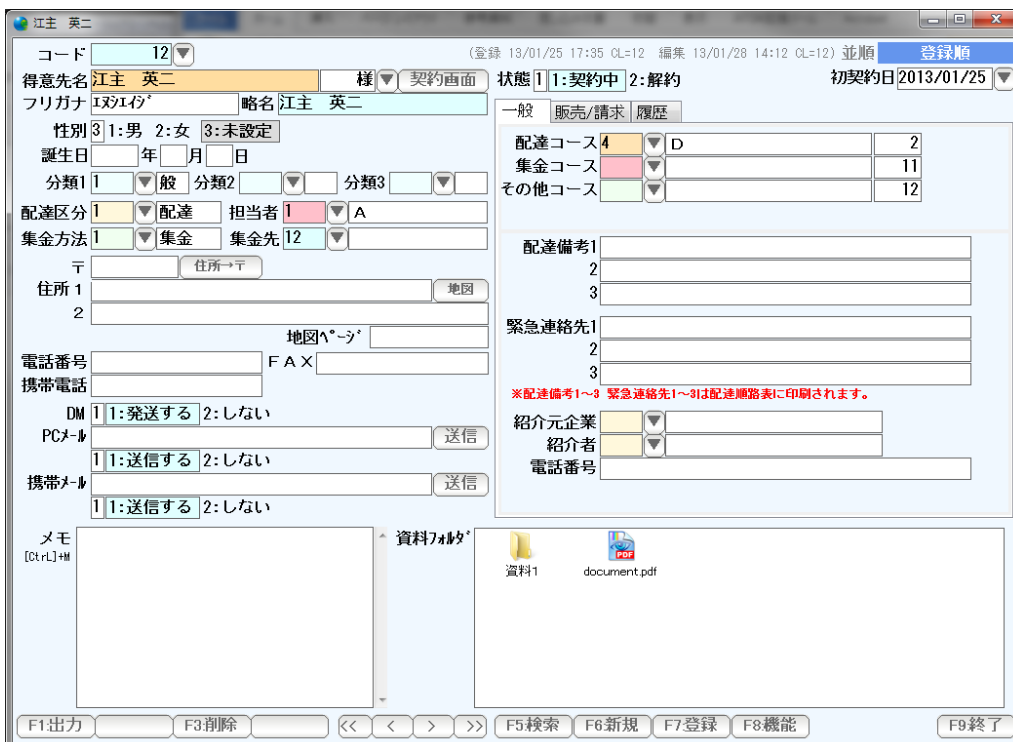 江主　英二
コード 12 (登録 13/01/25 17:35 CL=12　編集 13/01/28 14:12 CL=12) 並順 登録順
得意先名 江主　英二 様 契約画面 状態 1 1:契約中 2:解約 初契約日 2013/01/25
フリガナ ｴﾇｼｴｲｼﾞ 略名 江主　英二
一般 販売/請求 履歴
性別 3 1:男 2:女 3:未設定
誕生日 年 月 日
分類1 1 般 分類2 分類3
配達区分 1 配達 担当者 1 A
集金方法 1 集金 集金先 12
〒 住所→〒
住所 1 地図
2
地図ﾍﾟｰｼﾞ
電話番号 ＦＡＸ
携帯電話
DM 1 1:発送する 2:しない
PCﾒｰﾙ 送信
1 1:送信する 2:しない
携帯ﾒｰﾙ 送信
1 1:送信する 2:しない
配達コース 4 D 2
集金コース 11
その他コース 12
配達備考1
2
3
緊急連絡先1
2
3
※配達備考1～3 緊急連絡先1～3は配達順路表に印刷されます。
紹介元企業
紹介者
電話番号
メモ
[CtrL]+M
資料ﾌｫﾙﾀﾞ
資料1 document.pdf
PDF
F1:出力 F3:削除 << < > >> F5:検索 F6:新規 F7:登録 F8:機能 F9:終了